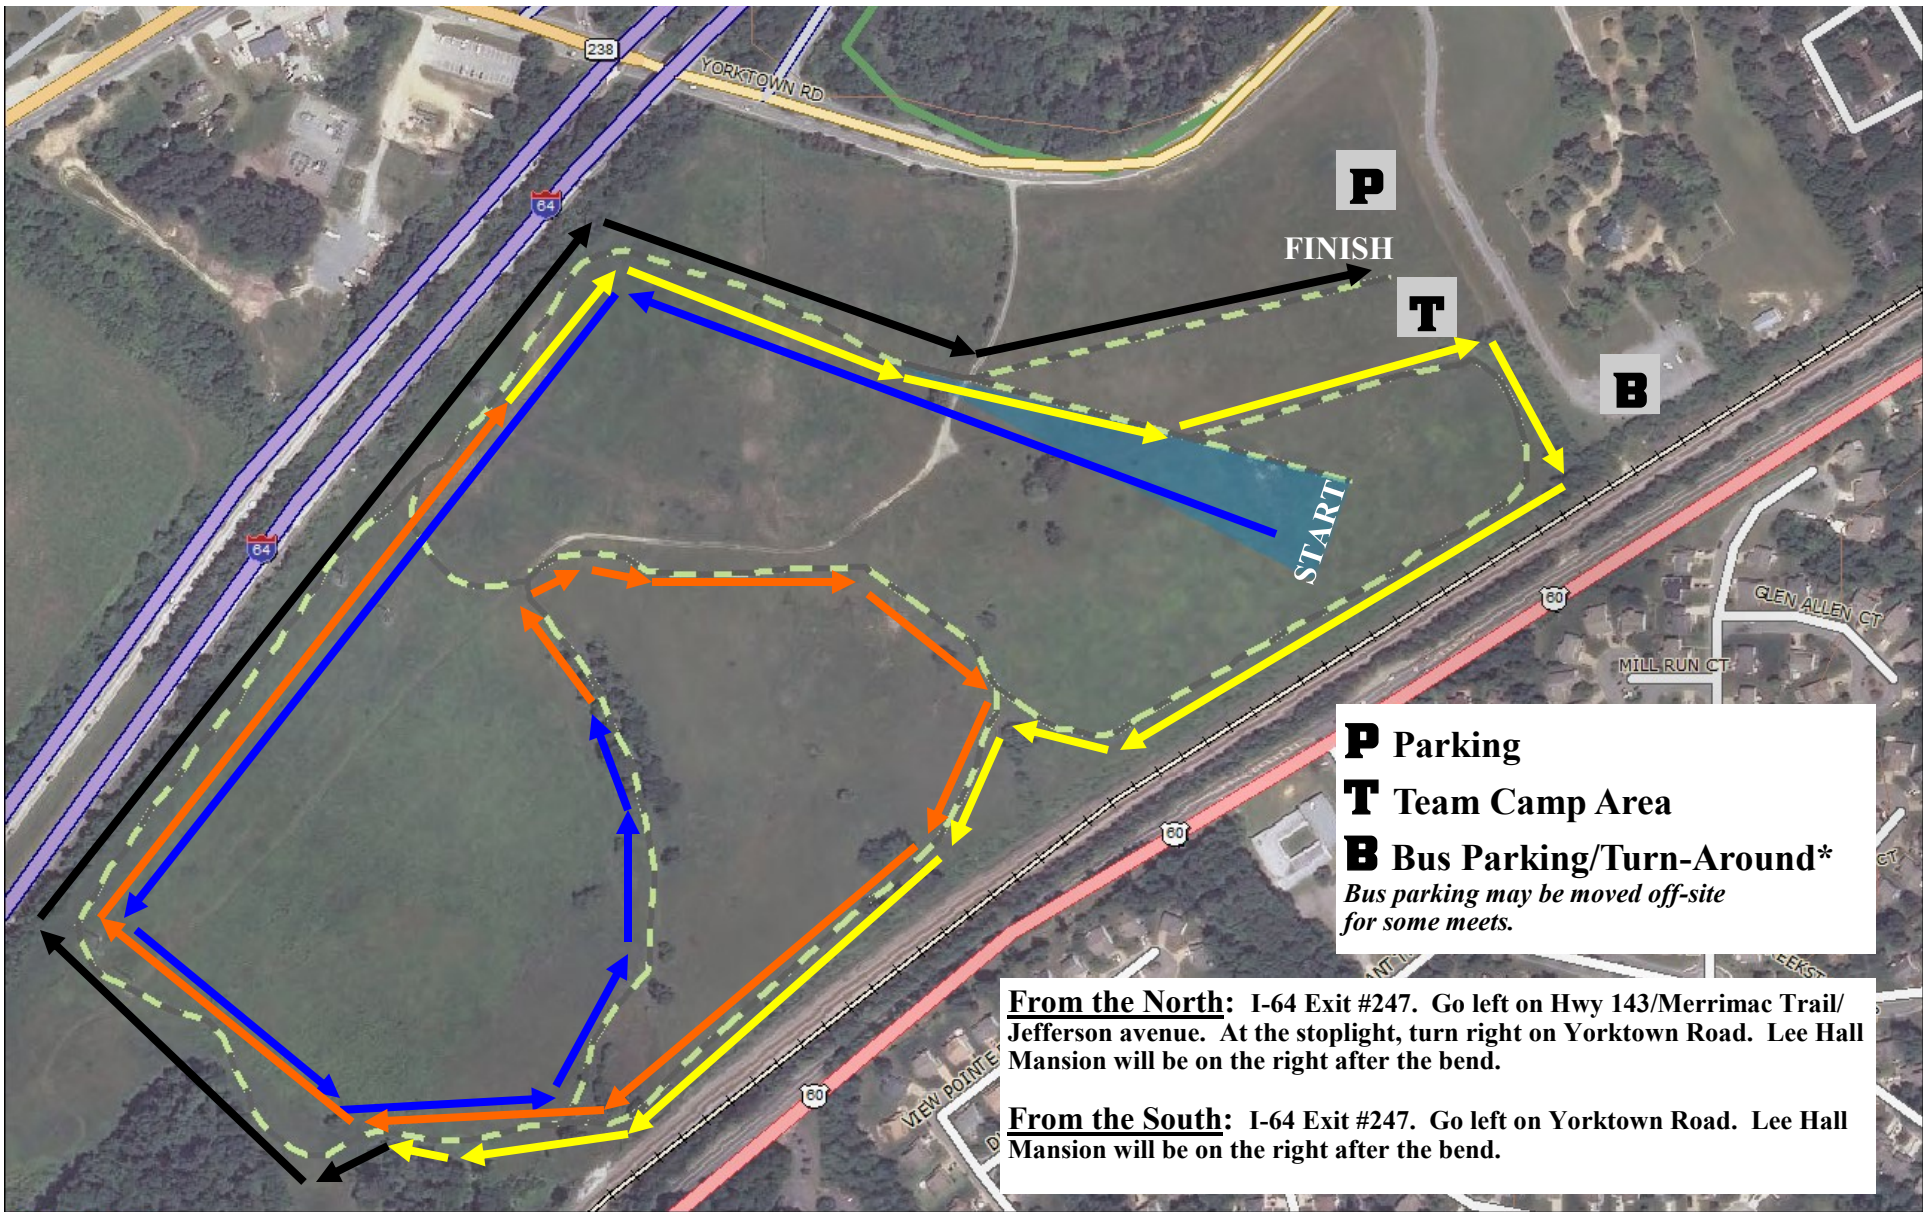 238
YORKTOWN RD
64
P
FINISH
T
B
64
START
60
GLEN ALLEN CT
MILL RUN CT
P Parking
T Team Camp Area
B Bus Parking/Turn-Around*
Bus parking may be moved off-site
for some meets.
60
CT
ANT
EEKST
From the North: I-64 Exit #247. Go left on Hwy 143/Merrimac Trail/
Jefferson avenue. At the stoplight, turn right on Yorktown Road. Lee Hall
Mansion will be on the right after the bend.
60
VIEW POINTE
From the South: I-64 Exit #247. Go left on Yorktown Road. Lee Hall
Mansion will be on the right after the bend.